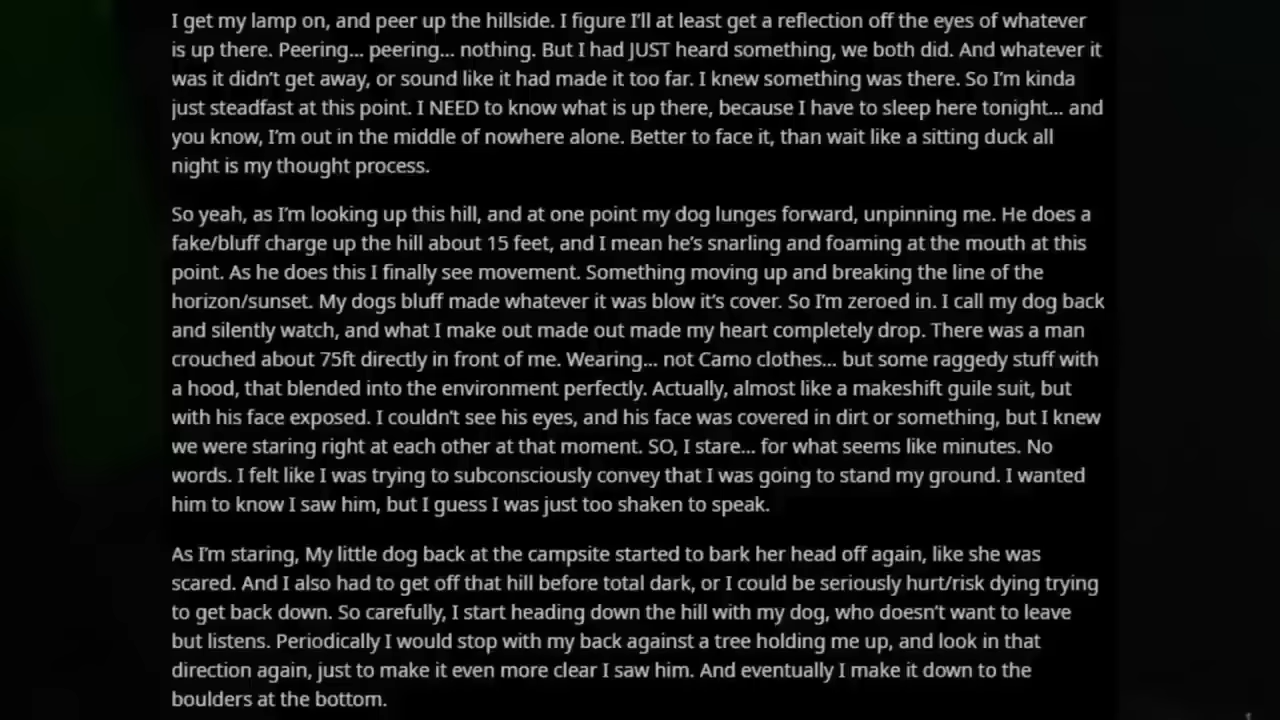 I get my lamp on, and peer up the hillside. I figure I'll at least get a reflection off the eyes of whatever
is up there. Peering... peering... nothing. But I had JUST heard something, we both did. And whatever it
was it didn't get away, or sound like it had made it too far. I knew something was there. So I'm kinda
just steadfast at this point. I NEED to know what is up there, because I have to sleep here tonight... and
you know, I'm out in the middle of nowhere alone. Better to face it, than wait like a sitting duck all
night is my thought process.
So yeah, as I'm looking up this hill, and at one point my dog lunges forward, unpinning me. He does a
fake/bluff charge up the hill about 15 feet, and I mean he's snarling and foaming at the mouth at this
point. As he does this I finally see movement. Something moving up and breaking the line of the
horizon/sunset. My dogs bluff made whatever it was blow it's cover. So I'm zeroed in. I call my dog back
and silently watch, and what I make out made out made my heart completely drop. There was a man
crouched about 75ft directly in front of me. Wearing... not Camo clothes... but some raggedy stuff with
a hood, that blended into the environment perfectly. Actually, almost like a makeshift guile suit, but
with his face exposed. I couldn't see his eyes, and his face was covered in dirt or something, but I knew
we were staring right at each other at that moment. SO, I stare... for what seems like minutes. No
words. I felt like I was trying to subconsciously convey that I was going to stand my ground. I wanted
him to know I saw him, but I guess I was just too shaken to speak.
As I'm staring, My little dog back at the campsite started to bark her head off again, like she was
scared. And I also had to get off that hill before total dark, or I could be seriously hurt/risk dying trying
to get back down. So carefully, I start heading down the hill with my dog, who doesn't want to leave
but listens. Periodically I would stop with my back against a tree holding me up, and look in that
direction again, just to make it even more clear I saw him. And eventually I make it down to the
boulders at the bottom.